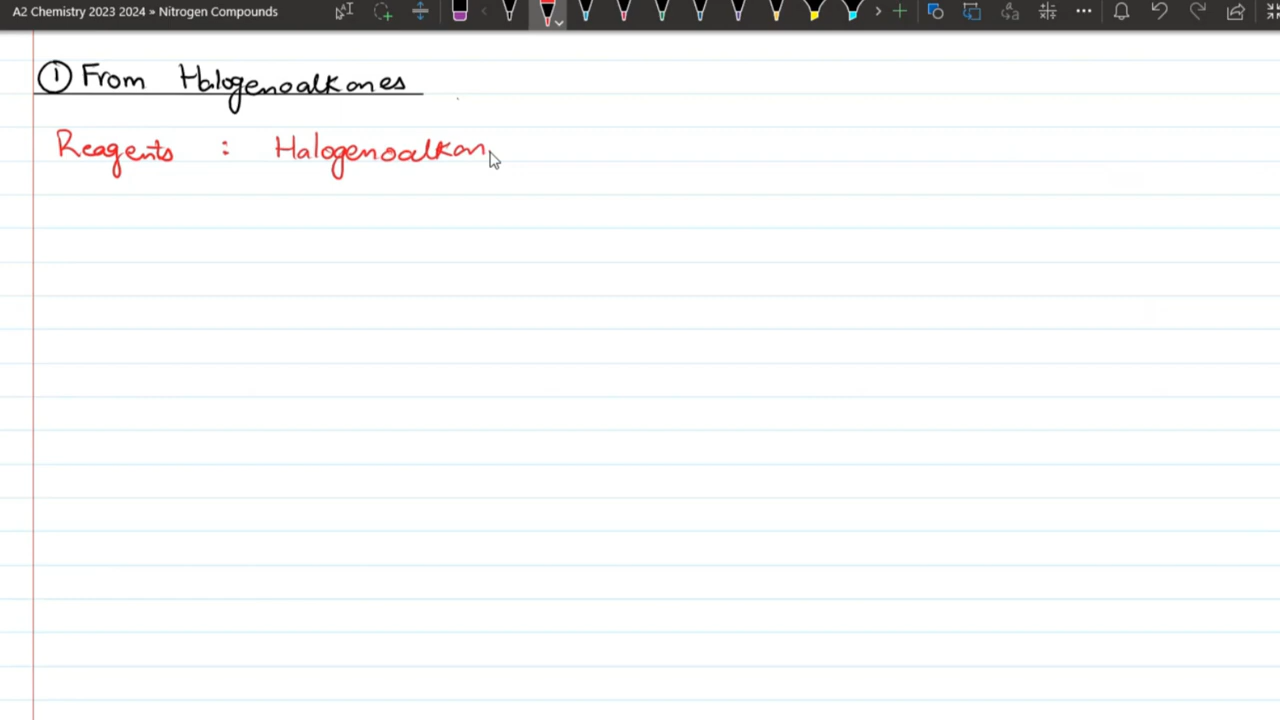 A2 Chemistry 2023 2024 » Nitrogen Compounds
① From Halogenoalkanes
Reagents : Halogenoalkan